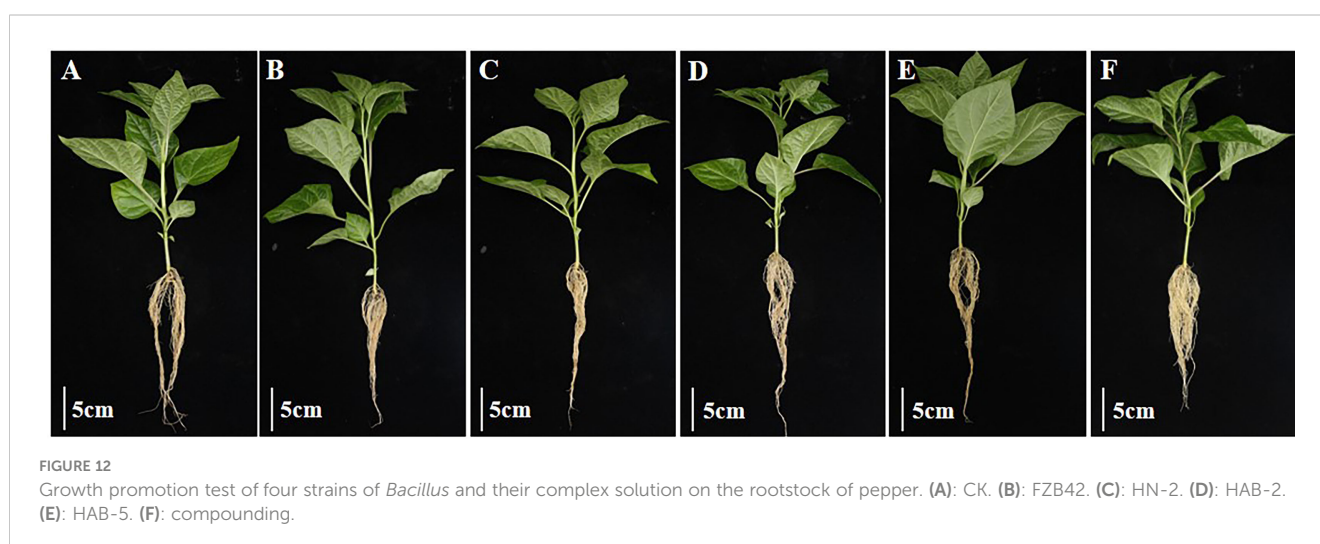 A
B
C
D
E
F
5cm
5cm
5cm
5cm
5cm
5cm
FIGURE 12
Growth promotion test of four strains of Bacillus and their complex solution on the rootstock of pepper. (A): CK. (B): FZB42. (C): HN-2. (D): HAB-2.
(E): HAB-5. (F): compounding.